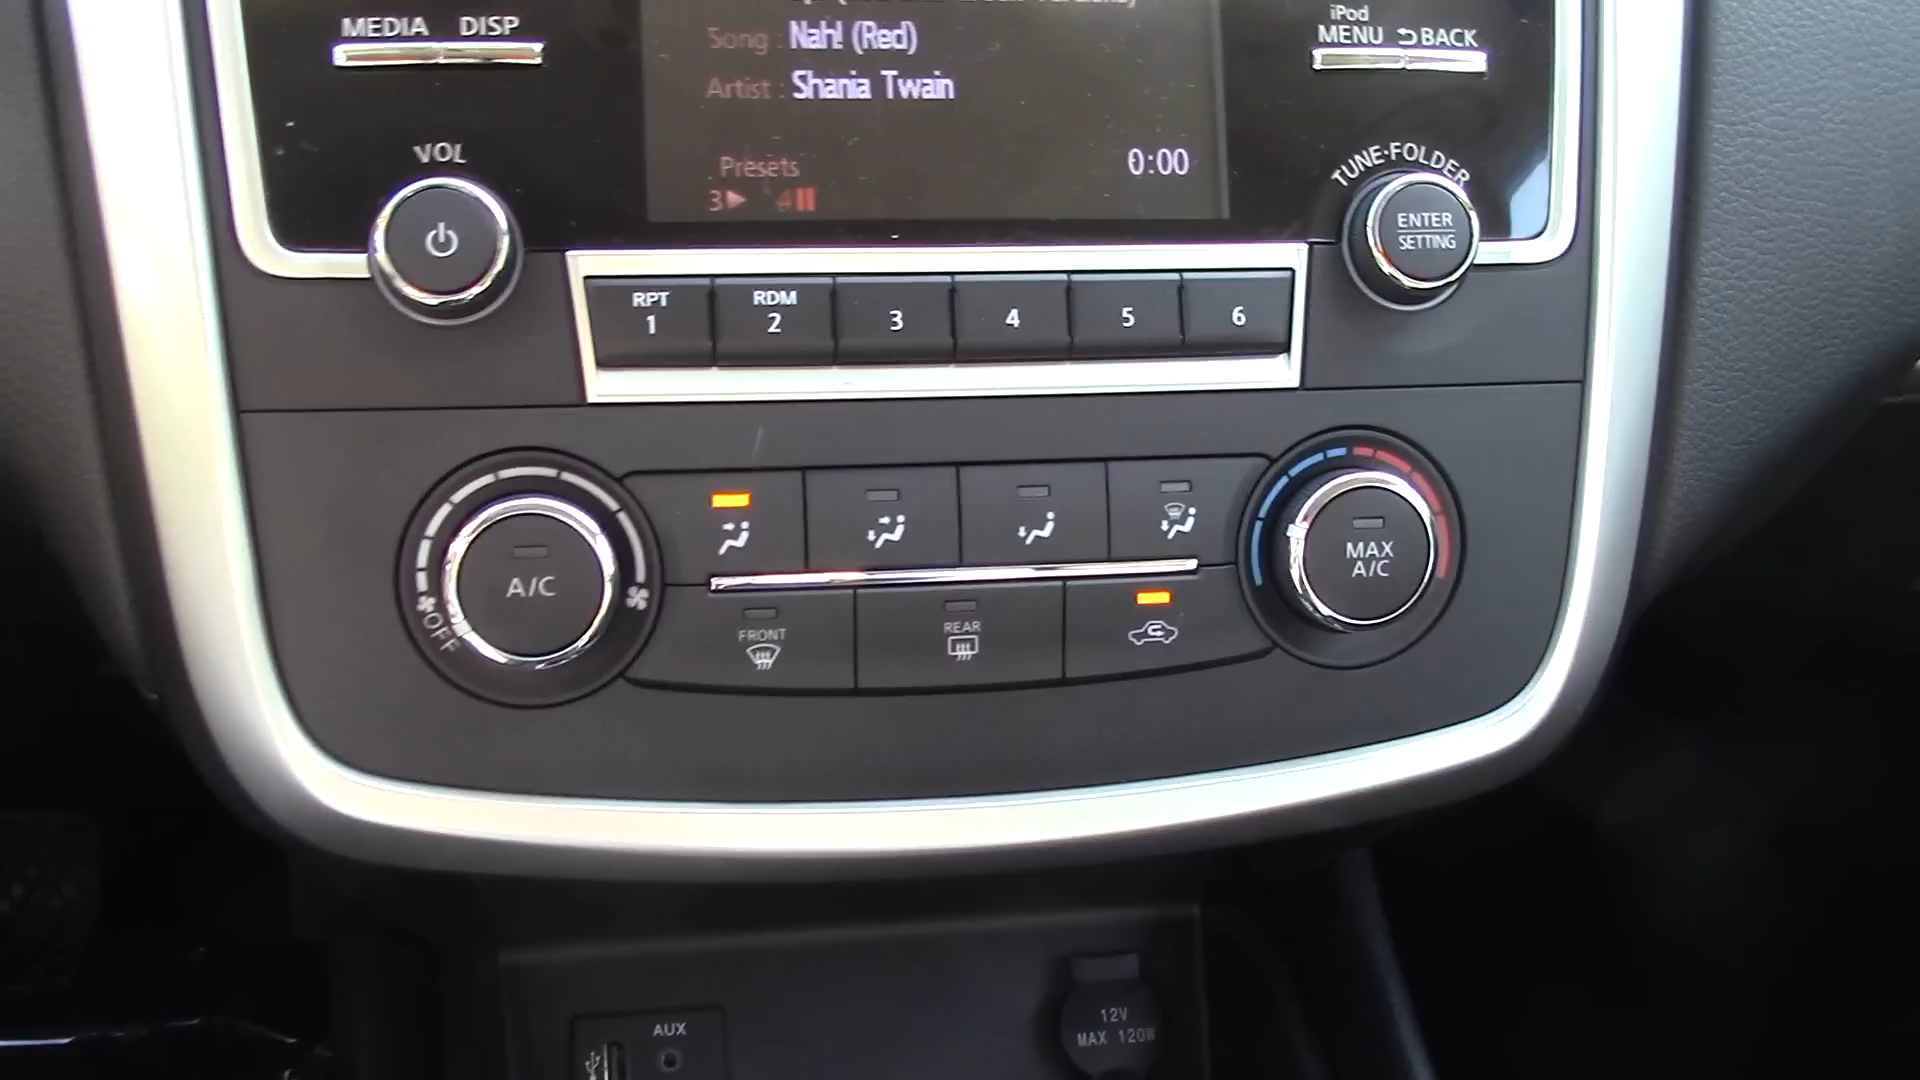 MEDIA DISP
Song : Nah! (Red)
Artist : Shania Twain
Presets
0:00
3
iPod
MENU BACK
VOL
TUNE·FOLDER
ENTER
SETTING
RPT
1
RDM
2
3
4
5
6
A/C
OFF
MAX
A/C
FRONT
REAR
AUX
12V
MAX 120W